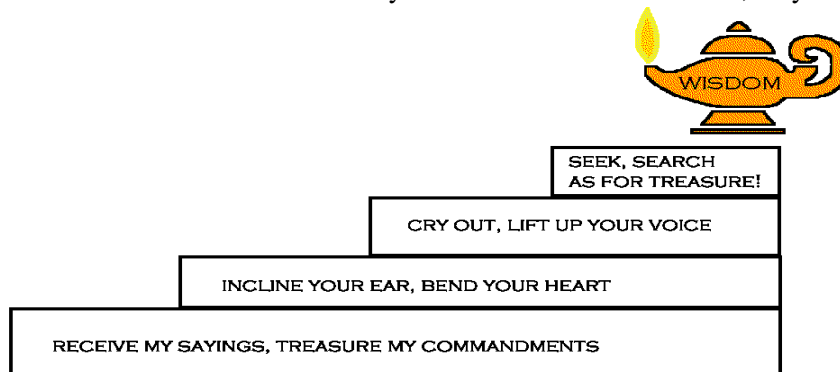 WISDOM
SEEK, SEARCH
AS FOR TREASURE!
CRY OUT, LIFT UP YOUR VOICE
INCLINE YOUR EAR, BEND YOUR HEART
RECEIVE MY SAYINGS, TREASURE MY COMMANDMENTS